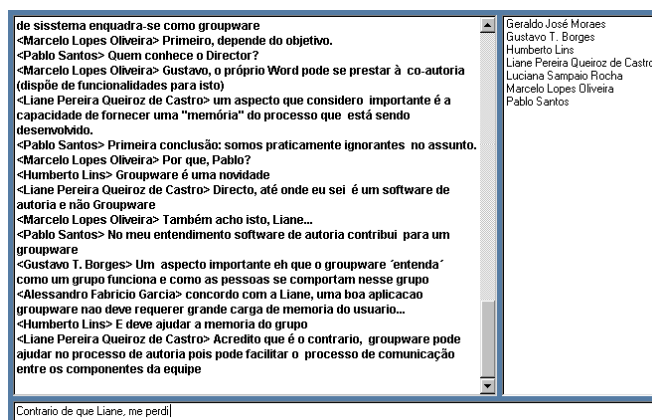 de sisstema enquadra-se como groupware
<Marcelo Lopes Oliveira> Primeiro, depende do objetivo.
<Pablo Santos> Quem conhece o Director?
<Marcelo Lopes Oliveira> Gustavo, o próprio Word pode se prestar à co-autoria
(dispõe de funcionalidades para isto)
<Liane Pereira Queiroz de Castro> um aspecto que considero importante é a
capacidade de fornecer uma "memória" do processo que está sendo
desenvolvido.
<Pablo Santos> Primeira conclusão: somos praticamente ignorantes no assunto.
<Marcelo Lopes Oliveira> Por que, Pablo?
<Humberto Lins> Groupware é uma novidade
<Liane Pereira Queiroz de Castro> Directo, até onde eu sei é um software de
autoria e não Groupware
<Marcelo Lopes Oliveira> Também acho isto, Liane...
<Pablo Santos> No meu entendimento software de autoria contribui para um
groupware
<Gustavo T. Borges> Um aspecto importante eh que o groupware ´entenda´
como um grupo funciona e como as pessoas se comportam nesse grupo
<Alessandro Fabricio Garcia> concordo com a Liane, uma boa aplicacao
groupware nao deve requerer grande carga de memoria do usuario...
<Humberto Lins> E deve ajudar a memoria do grupo
<Liane Pereira Queiroz de Castro> Acredito que é o contrario, groupware pode
ajudar no processo de autoria pois pode facilitar o processo de comunicação
entre os componentes da equipe
Contrario de que Liane, me perdi
Geraldo José Moraes
Gustavo T. Borges
Humberto Lins
Liane Pereira Queiroz de Castro
Luciana Sampaio Rocha
Marcelo Lopes Oliveira
Pablo Santos